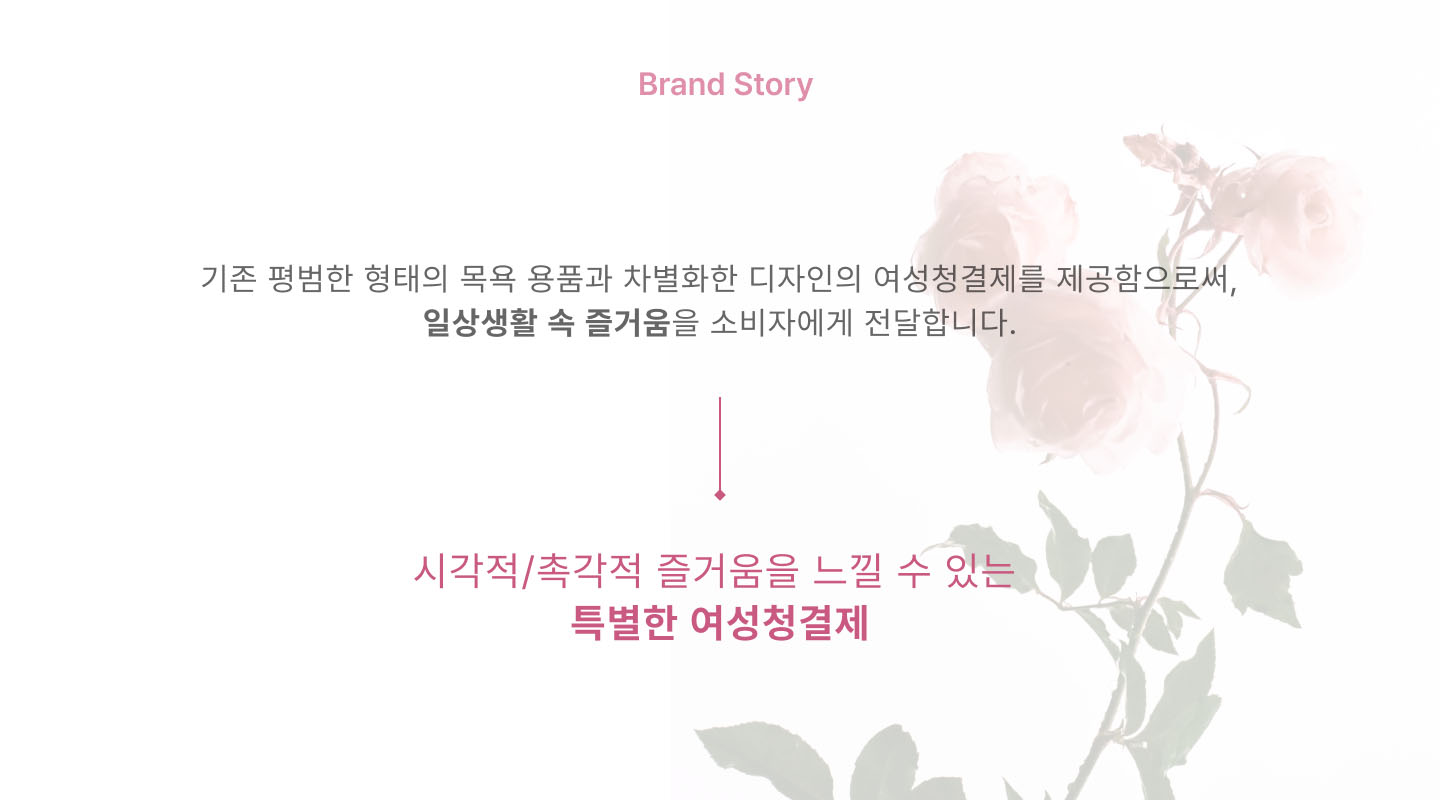 Brand Story
기존 평범한 형태의 목욕 용품과 차별화한 디자인의 여성청결제를 제공함으로써,
일상생활 속 즐거움을 소비자에게 전달합니다.
시각적/촉각적 즐거움을 느낄 수 있는
특별한 여성청결제